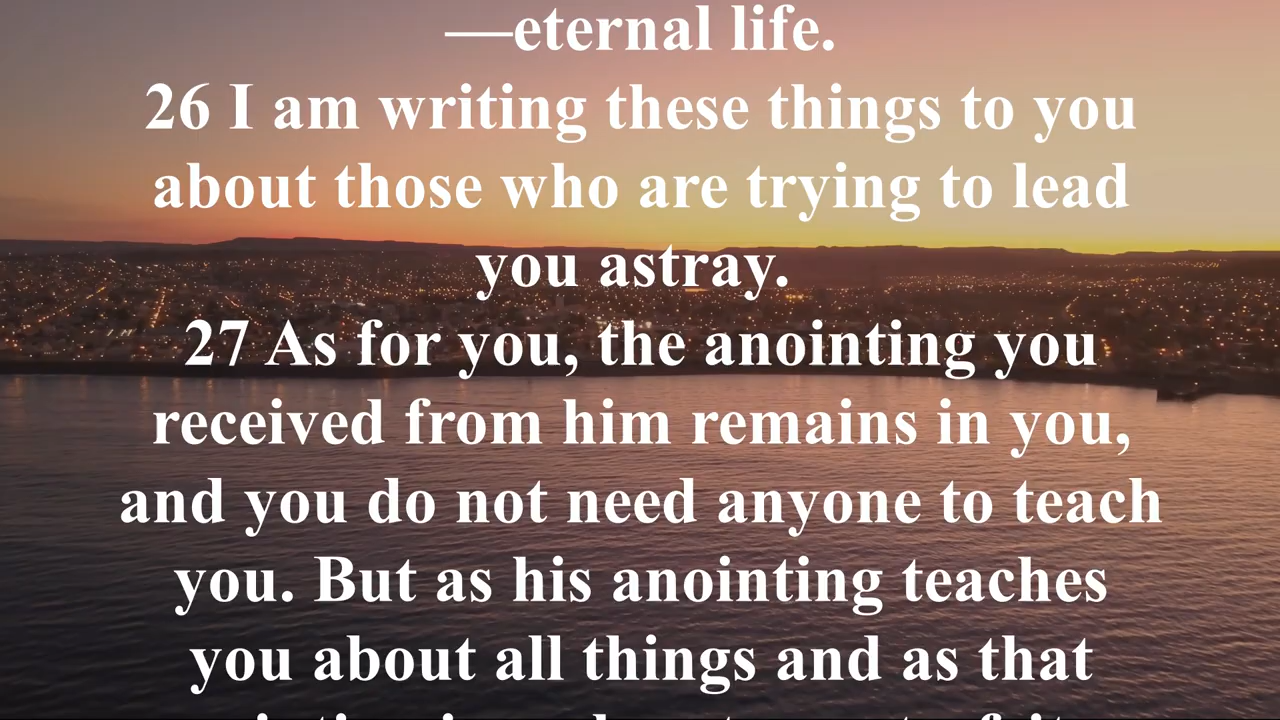 —eternal life.
26 I am writing these things to you
about those who are trying to lead
you astray.
27 As for you, the anointing you
received from him remains in you,
and you do not need anyone to teach
you. But as his anointing teaches
you about all things and as that